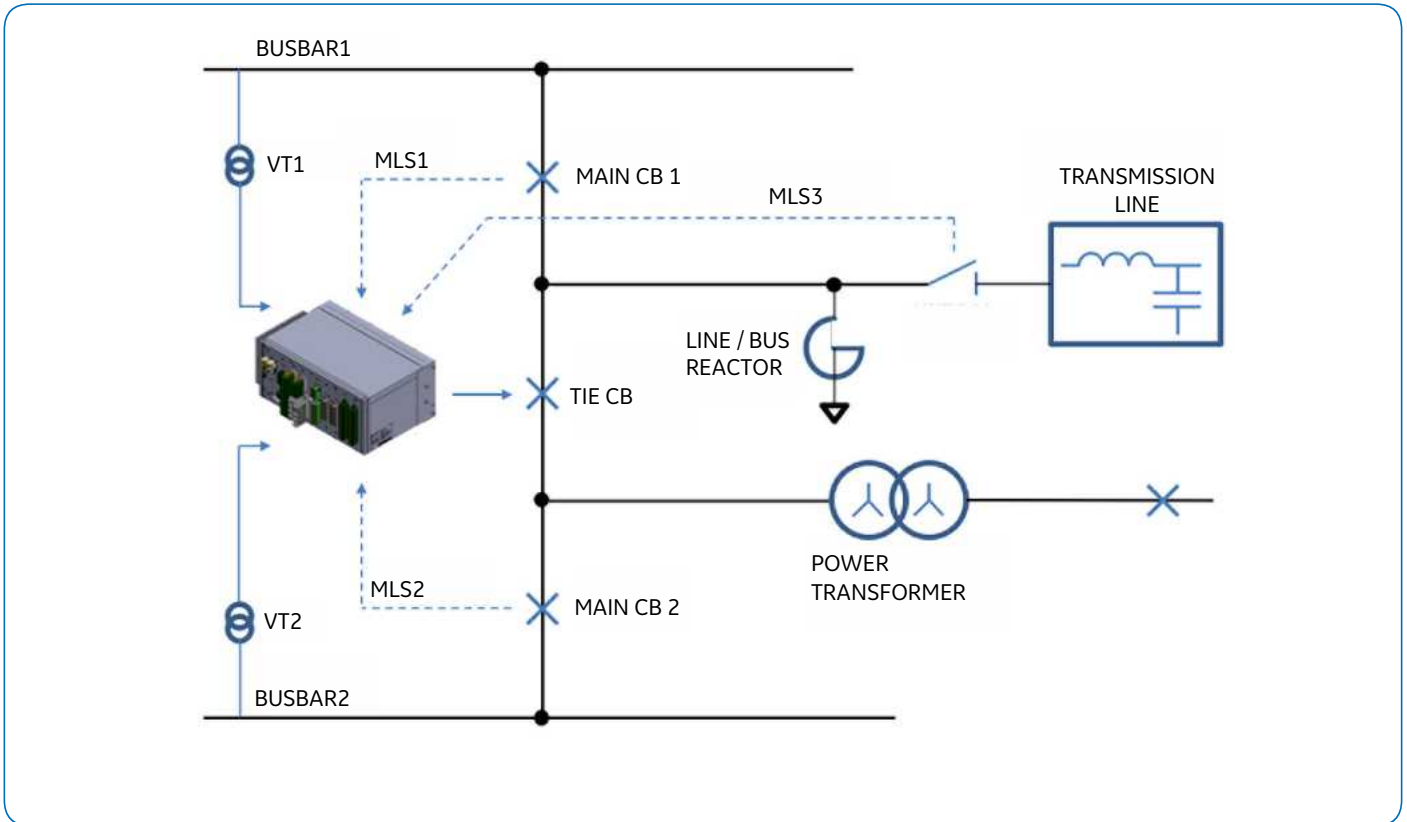 BUSBAR1
VT1
MLS1
MAIN CB 1
MLS3
TRANSMISSION
LINE
LINE / BUS
REACTOR
TIE CB
POWER
TRANSFORMER
MLS2
MAIN CB 2
VT2
BUSBAR2